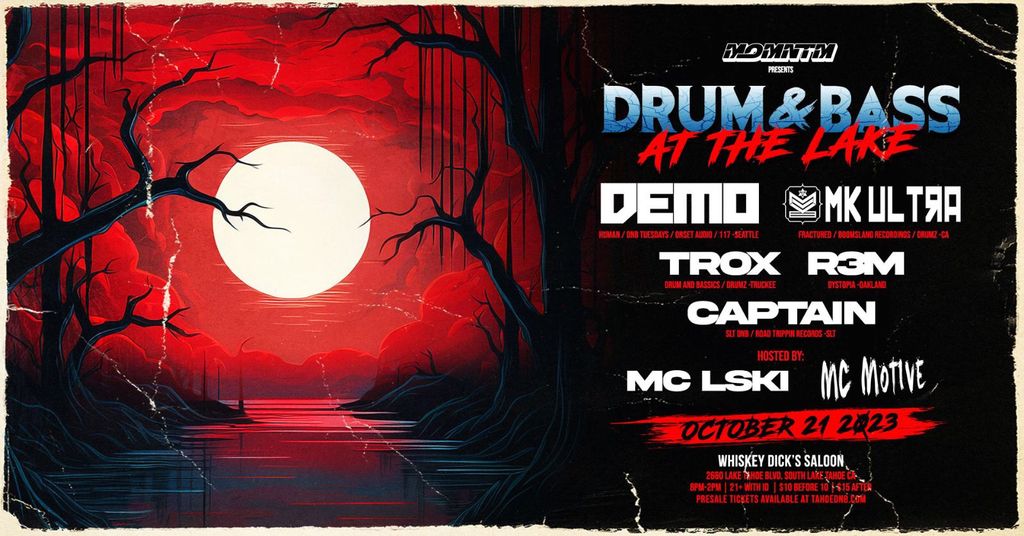 MOMNTM
PRESENTS
DRUM & BASS
AT THE LAKE
DEMO
HUMAN / DNB TUESDAYS / ONSET AUDIO / 117 -SEATTLE
MK ULTRA
FRACTURED / BOOMSLANG RECORDINGS / DRUMZ -CA
TROX
DRUM AND BASSICS / DRUMZ -TRUCKEE
R3M
DYSTOPIA -OAKLAND
CAPTAIN
SLT DNB / ROAD TRIPPIN RECORDS -SLT
HOSTED BY:
MC LSKI
MC MOTIVE
OCTOBER 21 2023
WHISKEY DICK'S SALOON
2660 LAKE TAHOE BLVD, SOUTH LAKE TAHOE CA
8PM-2PM | 21+ WITH ID | $10 BEFORE 10 | $15 AFTER
PRESALE TICKETS AVAILABLE AT TAHOEDNB.COM